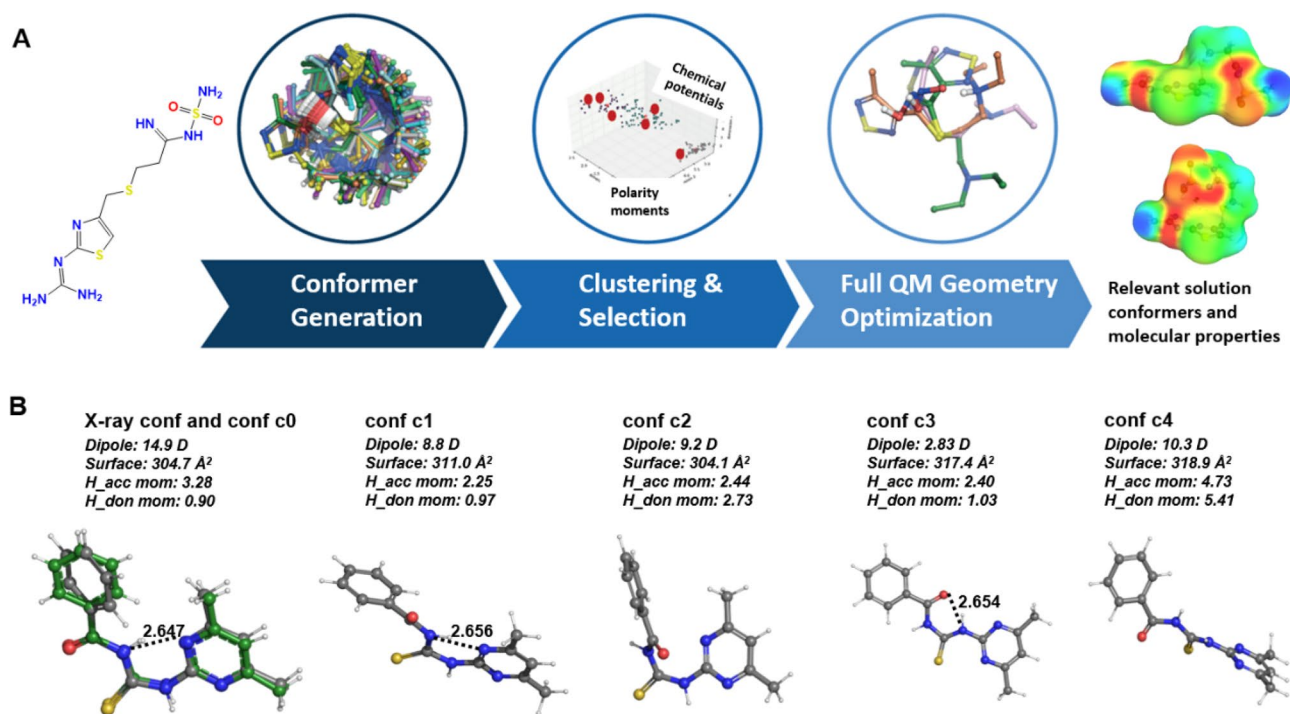 A
NH₂
O
S
O
HN
NH
S
N
S
N
H₂N
NH₂
Chemical
potentials
Polarity
moments
Conformer
Generation
Clustering &
Selection
Full QM Geometry
Optimization
Relevant solution
conformers and
molecular properties
B
X-ray conf and conf c0
Dipole: 14.9 D
Surface: 304.7 Å²
H_acc mom: 3.28
H_don mom: 0.90
2.647
conf c1
Dipole: 8.8 D
Surface: 311.0 Å²
H_acc mom: 2.25
H_don mom: 0.97
2.656
conf c2
Dipole: 9.2 D
Surface: 304.1 Å²
H_acc mom: 2.44
H_don mom: 2.73
conf c3
Dipole: 2.83 D
Surface: 317.4 Å²
H_acc mom: 2.40
H_don mom: 1.03
2.654
conf c4
Dipole: 10.3 D
Surface: 318.9 Å²
H_acc mom: 4.73
H_don mom: 5.41